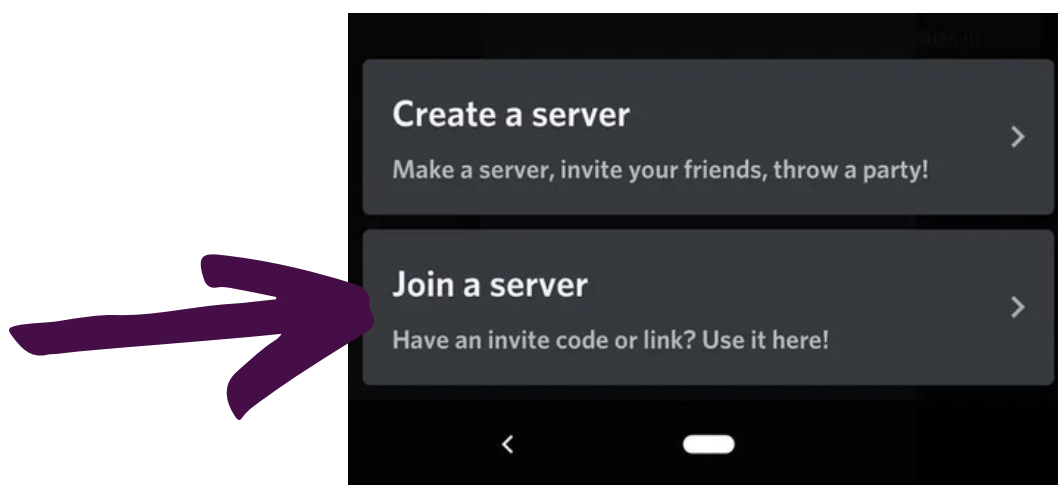 Create a server
Make a server, invite your friends, throw a party!
Join a server
Have an invite code or link? Use it here!